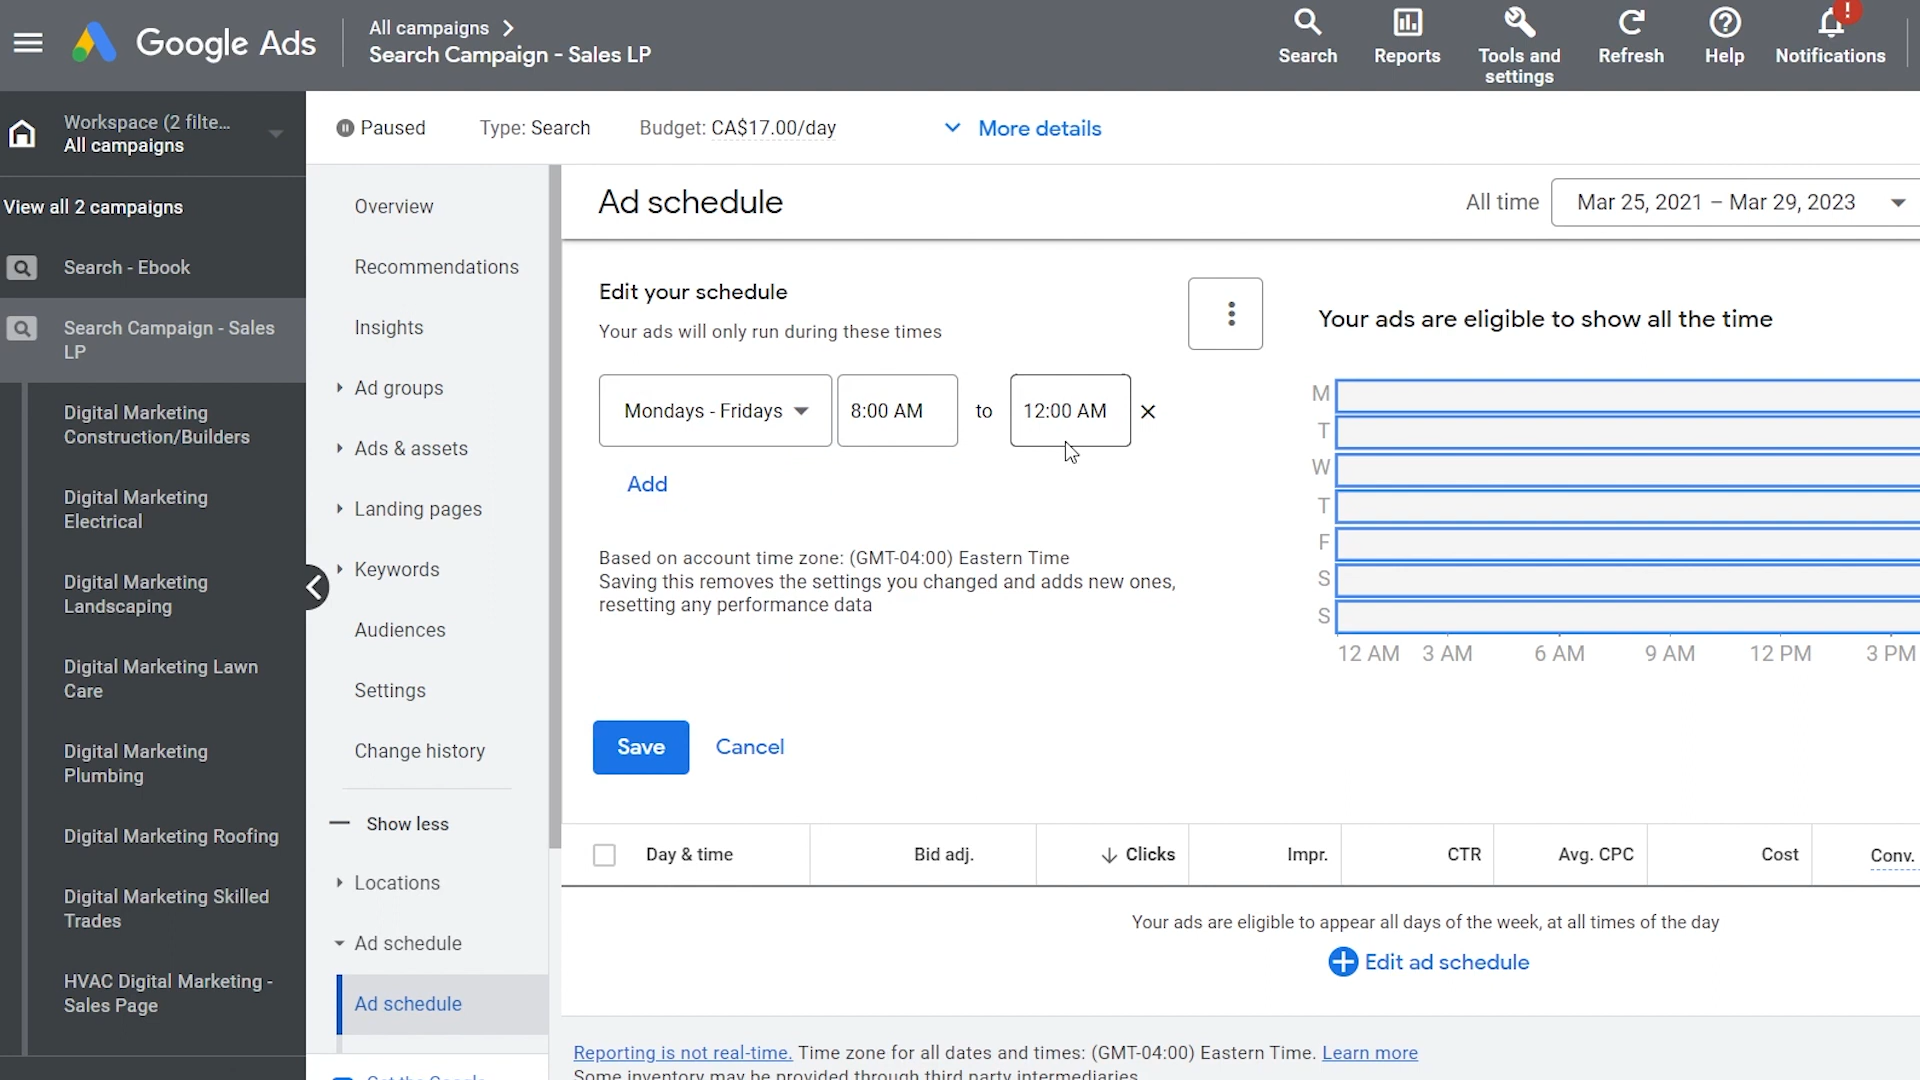 Google Ads
All campaigns
Search Campaign - Sales LP
Search
Reports
Tools and
settings
Refresh
Help
!
Notifications
Workspace (2 filte...
All campaigns
Paused
Type: Search
Budget: CA$17.00/day
More details
View all 2 campaigns
Search - Ebook
Search Campaign - Sales
LP
Digital Marketing
Construction/Builders
Digital Marketing
Electrical
Digital Marketing
Landscaping
Digital Marketing Lawn
Care
Digital Marketing
Plumbing
Digital Marketing Roofing
Digital Marketing Skilled
Trades
HVAC Digital Marketing -
Sales Page
Overview
Recommendations
Insights
Ad groups
Ads & assets
Landing pages
Keywords
Audiences
Settings
Change history
Show less
Locations
Ad schedule
Ad schedule
Ad schedule
All time
Mar 25, 2021 – Mar 29, 2023
Edit your schedule
Your ads will only run during these times
Mondays - Fridays
8:00 AM
to
12:00 AM
Add
Based on account time zone: (GMT-04:00) Eastern Time
Saving this removes the settings you changed and adds new ones,
resetting any performance data
Save
Cancel
Your ads are eligible to show all the time
M
T
W
T
F
S
S
12 AM 3 AM 6 AM 9 AM 12 PM 3 PM
Day & time
Bid adj.
Clicks
Impr.
CTR
Avg. CPC
Cost
Conv.
Your ads are eligible to appear all days of the week, at all times of the day
Edit ad schedule
Reporting is not real-time. Time zone for all dates and times: (GMT-04:00) Eastern Time. Learn more
Some inventory may be provided through third party intermediaries.